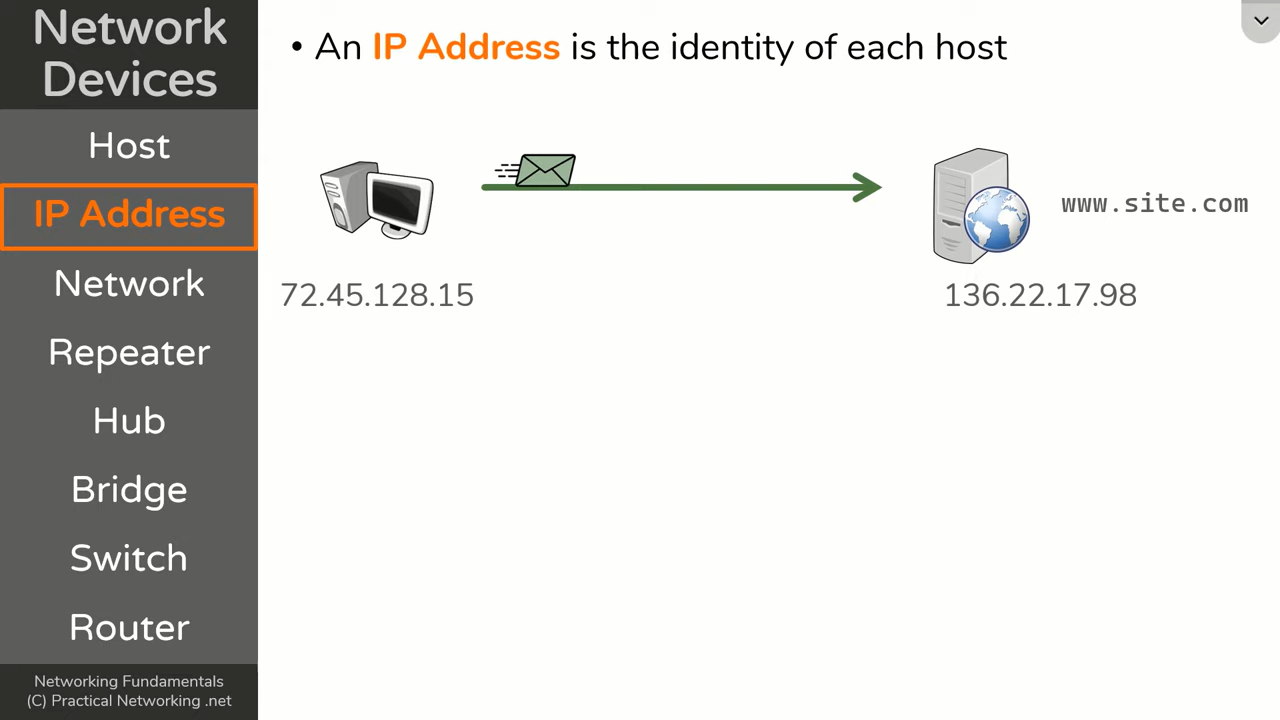 Network
Devices
Host
IP Address
Network
Repeater
Hub
Bridge
Switch
Router
Networking Fundamentals
(C) Practical Networking .net
• An IP Address is the identity of each host
www.site.com
72.45.128.15
136.22.17.98